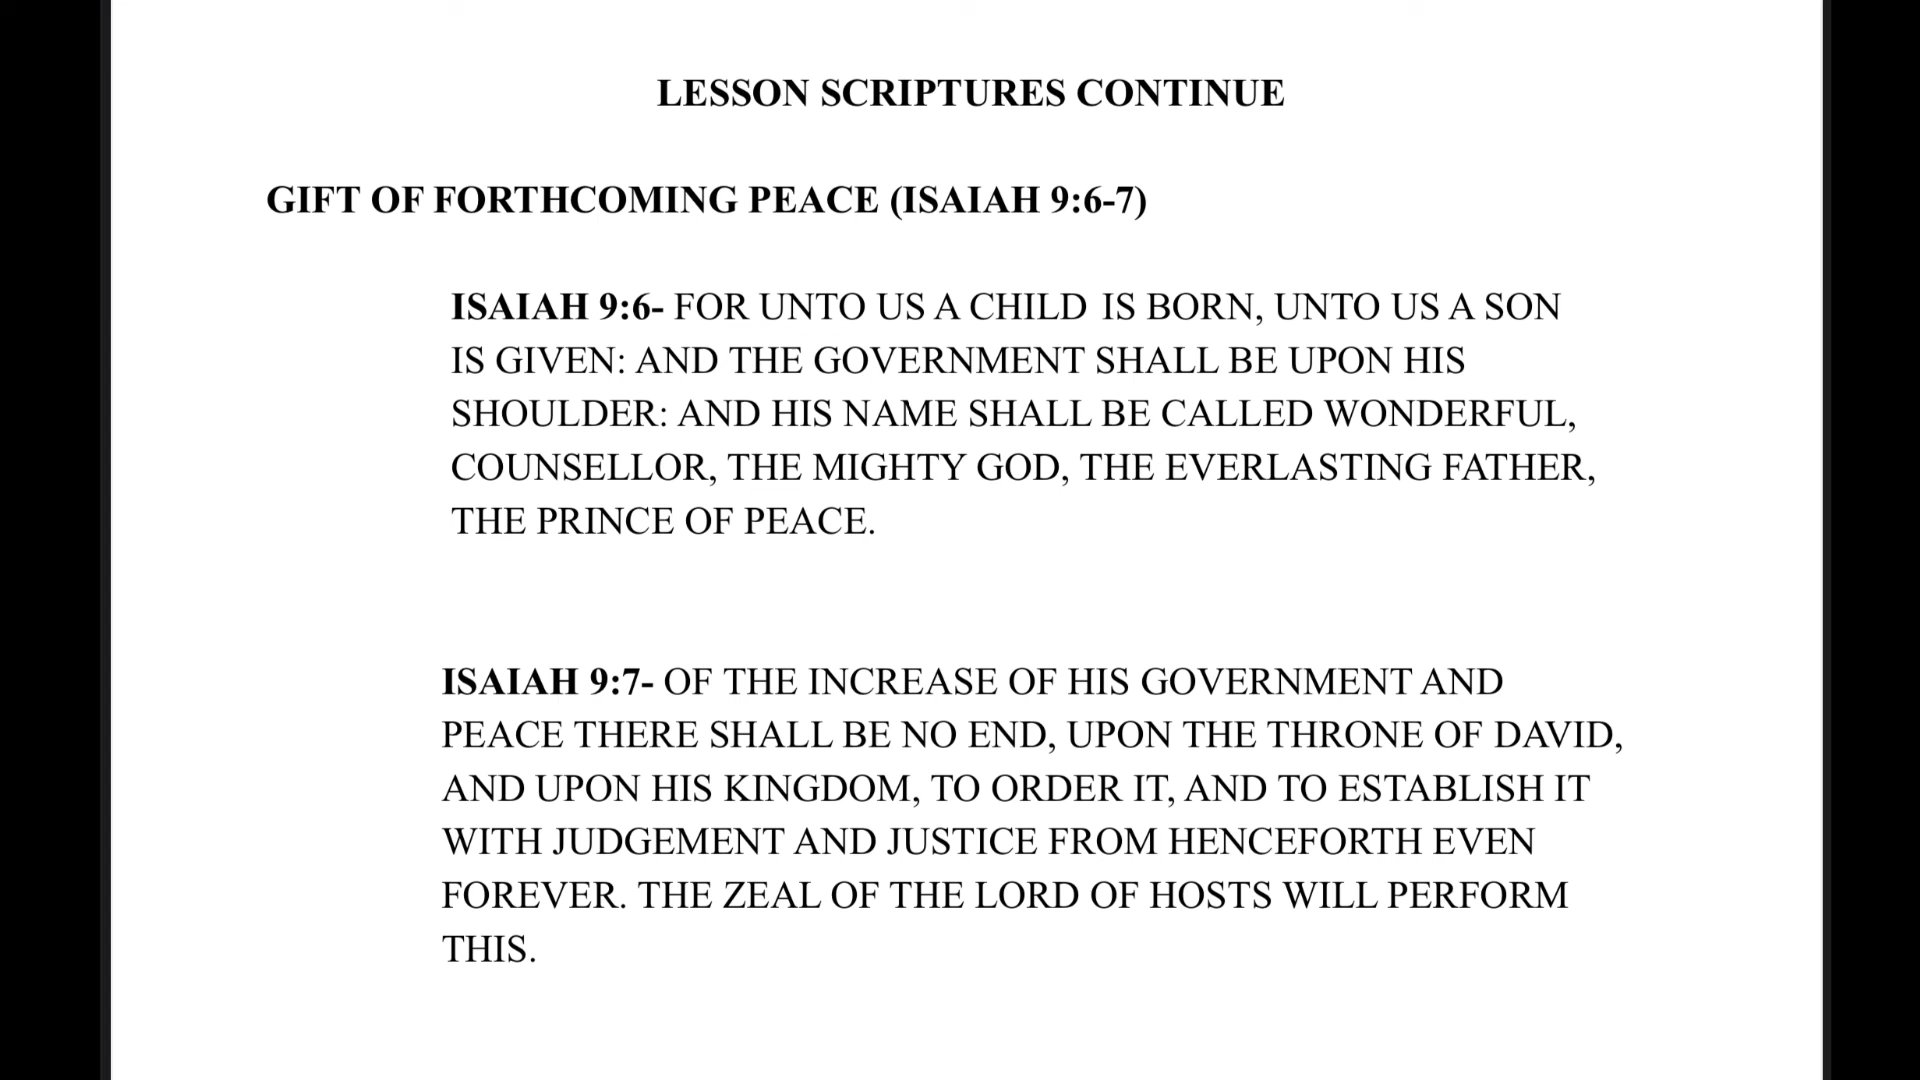 LESSON SCRIPTURES CONTINUE
GIFT OF FORTHCOMING PEACE (ISAIAH 9:6-7)
ISAIAH 9:6- FOR UNTO US A CHILD IS BORN, UNTO US A SON
IS GIVEN: AND THE GOVERNMENT SHALL BE UPON HIS
SHOULDER: AND HIS NAME SHALL BE CALLED WONDERFUL,
COUNSELLOR, THE MIGHTY GOD, THE EVERLASTING FATHER,
THE PRINCE OF PEACE.
ISAIAH 9:7- OF THE INCREASE OF HIS GOVERNMENT AND
PEACE THERE SHALL BE NO END, UPON THE THRONE OF DAVID,
AND UPON HIS KINGDOM, TO ORDER IT, AND TO ESTABLISH IT
WITH JUDGEMENT AND JUSTICE FROM HENCEFORTH EVEN
FOREVER. THE ZEAL OF THE LORD OF HOSTS WILL PERFORM
THIS.